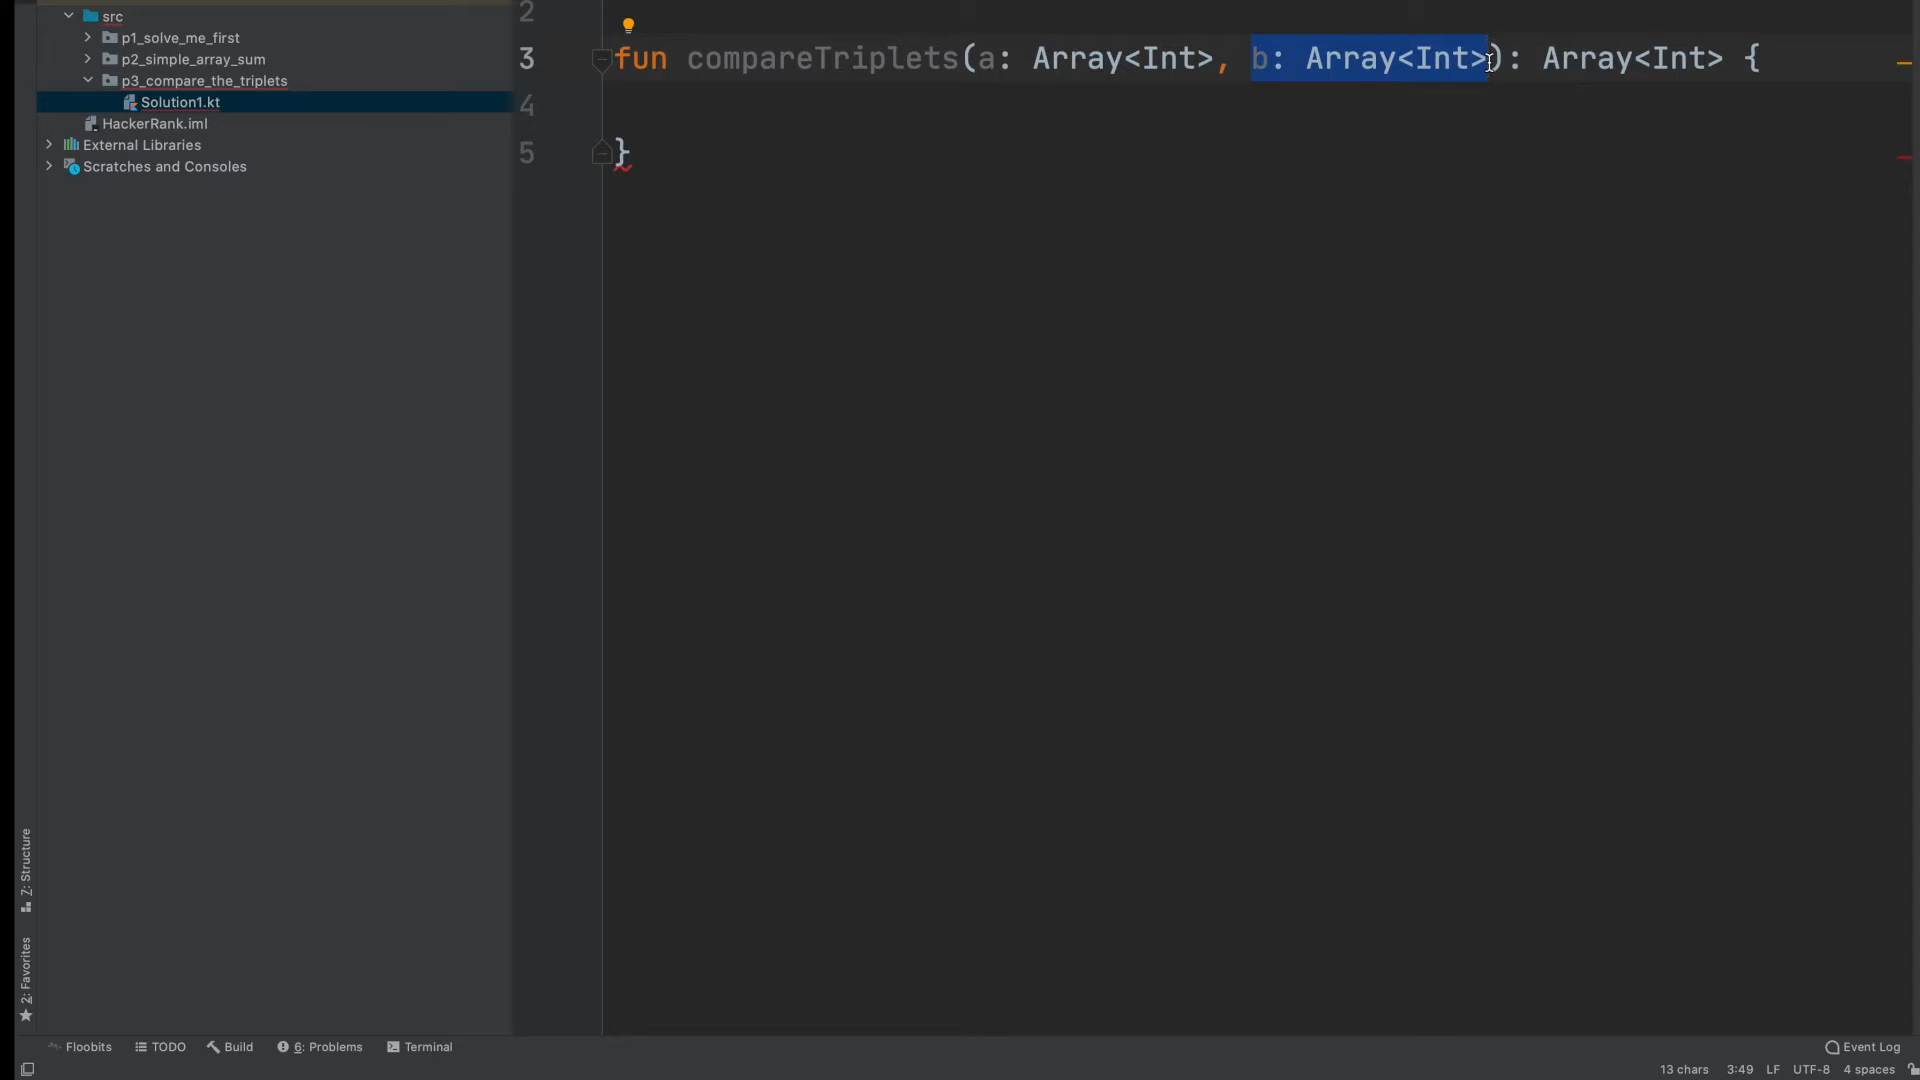 src
p1_solve_me_first
p2_simple_array_sum
p3_compare_the_triplets
Solution1.kt
HackerRank.iml
External Libraries
Scratches and Consoles
2
3 fun compareTriplets(a: Array<Int>, b: Array<Int>): Array<Int> {
4
5 }
Z: Structure
2: Favorites
Floobits TODO Build 6: Problems Terminal Event Log
13 chars 3:49 LF UTF-8 4 spaces